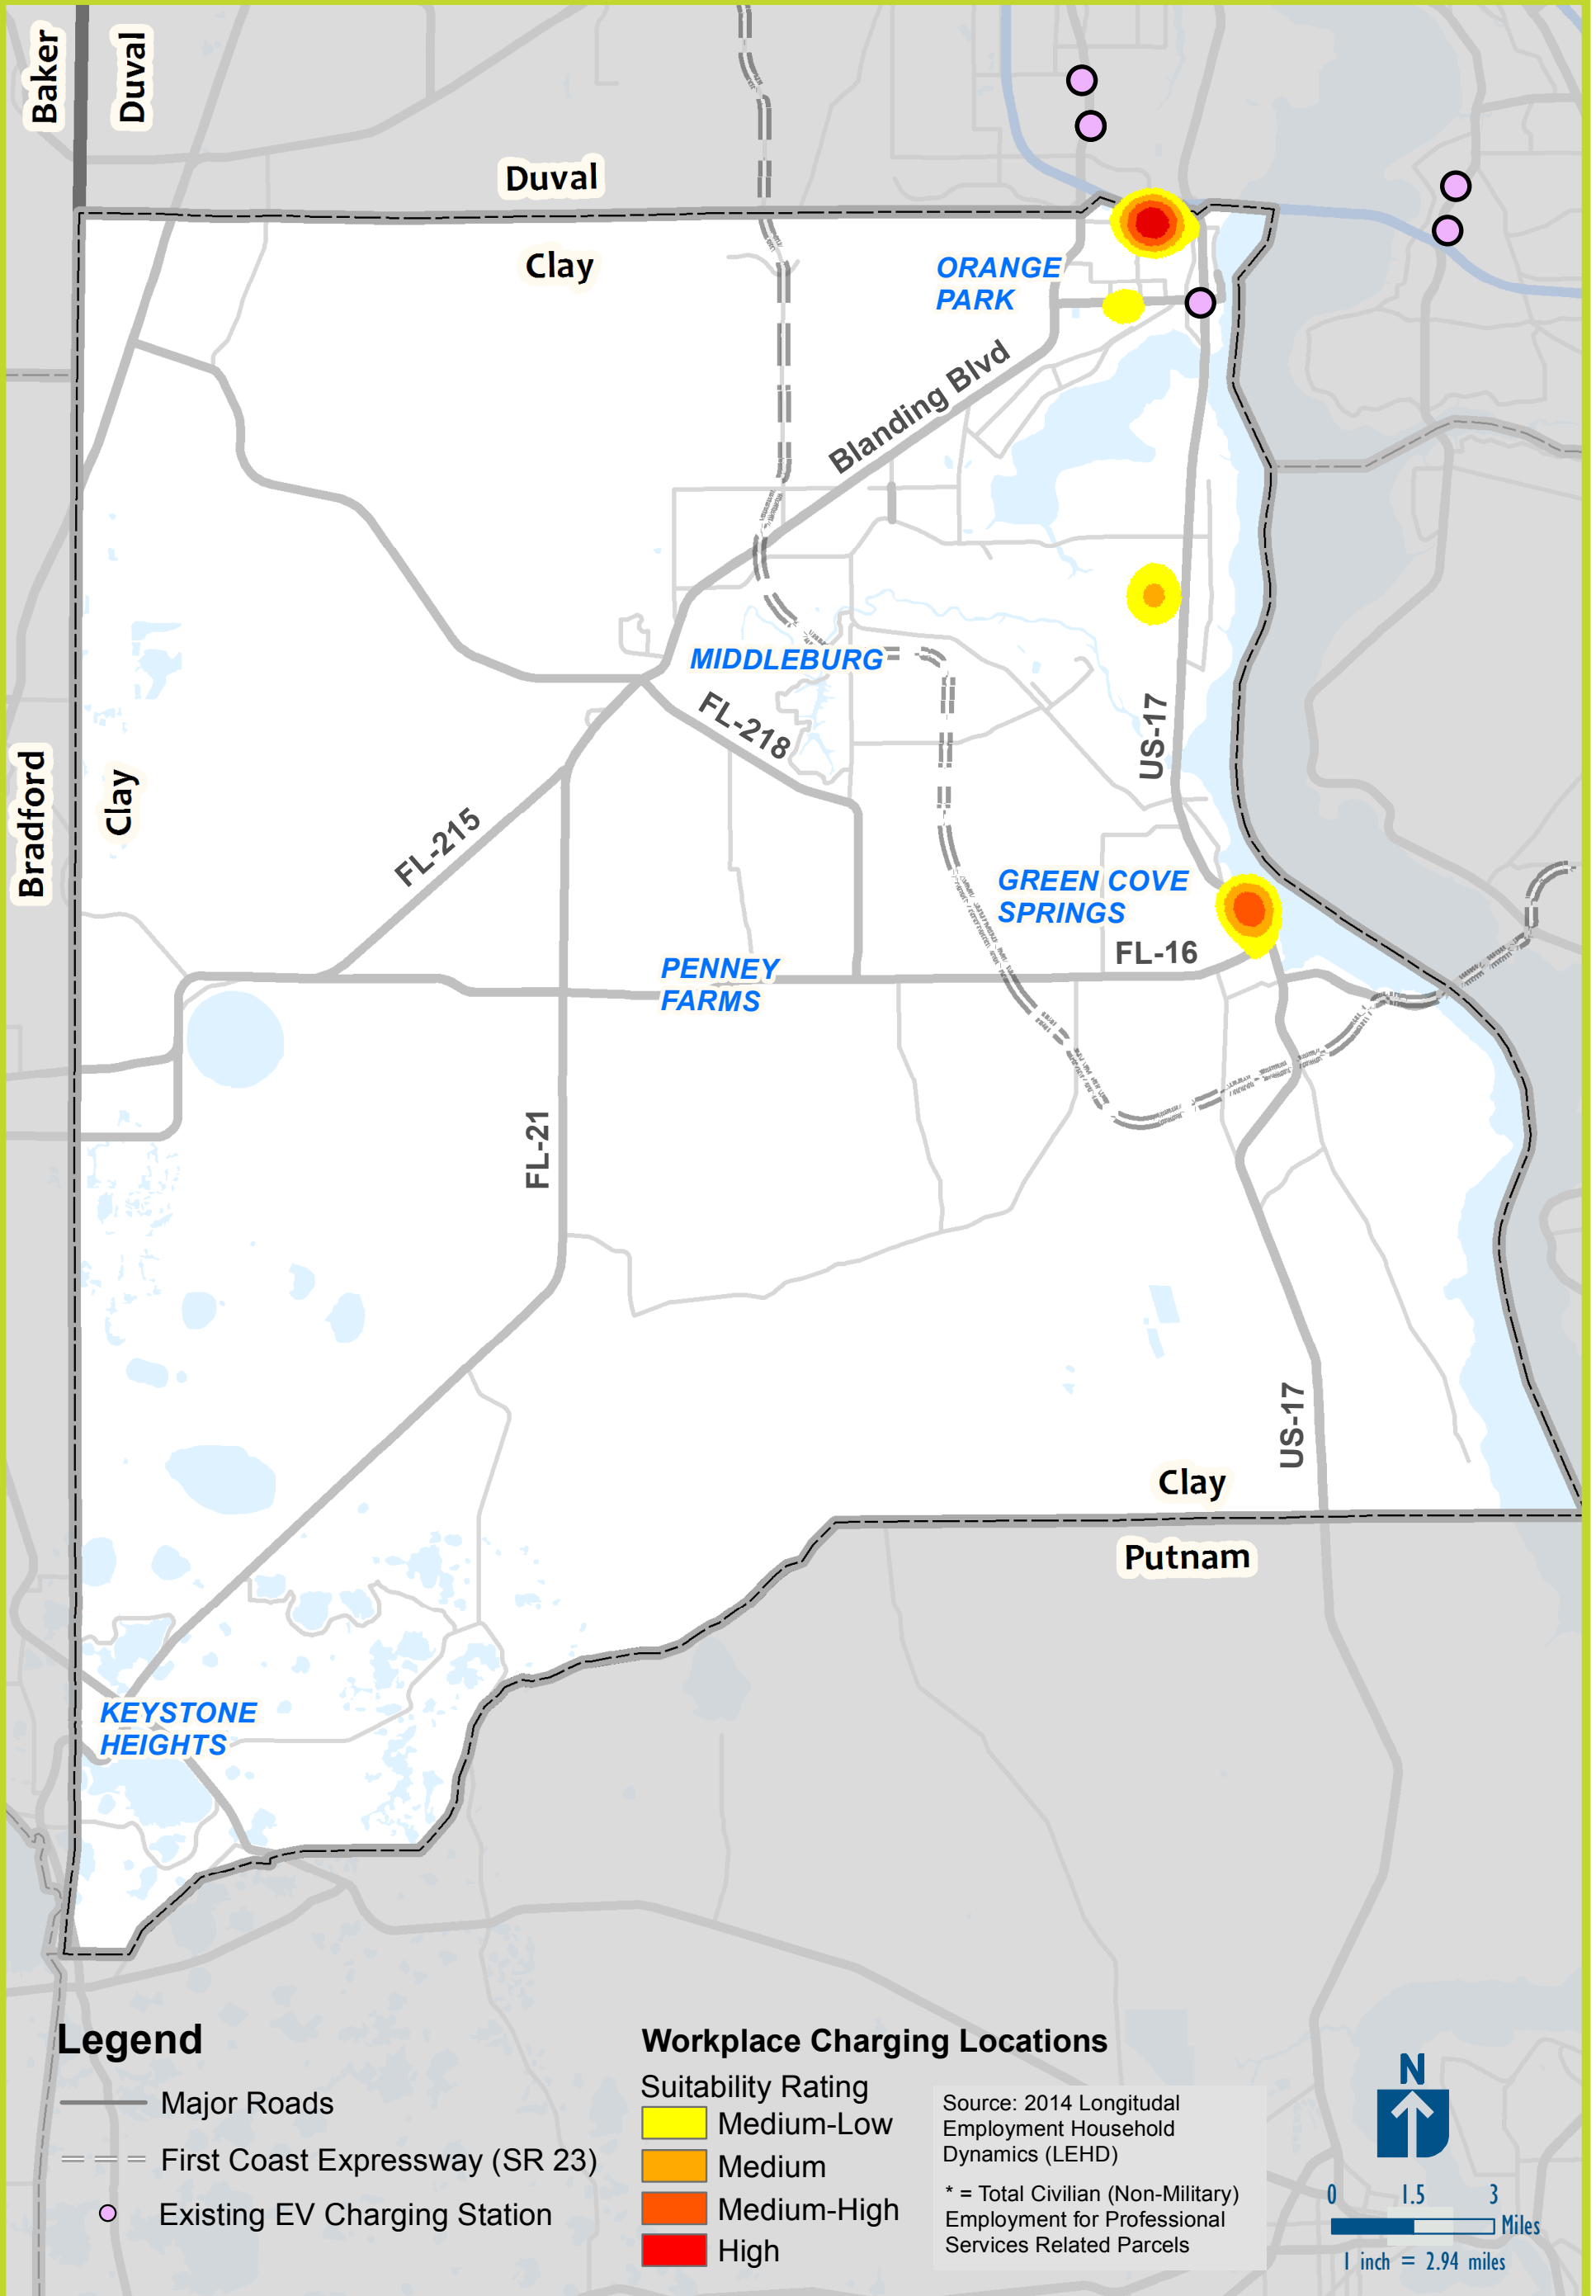 Baker
Duval
Duval
Clay
ORANGE
PARK
Blanding Blvd
MIDDLEBURG
FL-218
US-17
Bradford
Clay
FL-215
GREEN COVE
SPRINGS
FL-16
PENNEY
FARMS
FL-21
US-17
Clay
Putnam
KEYSTONE
HEIGHTS
Legend
Major Roads
First Coast Expressway (SR 23)
Existing EV Charging Station
Workplace Charging Locations
Suitability Rating
Medium-Low
Medium
Medium-High
High
Source: 2014 Longitudal
Employment Household
Dynamics (LEHD)
* = Total Civilian (Non-Military)
Employment for Professional
Services Related Parcels
N
0 1.5 3
Miles
1 inch = 2.94 miles